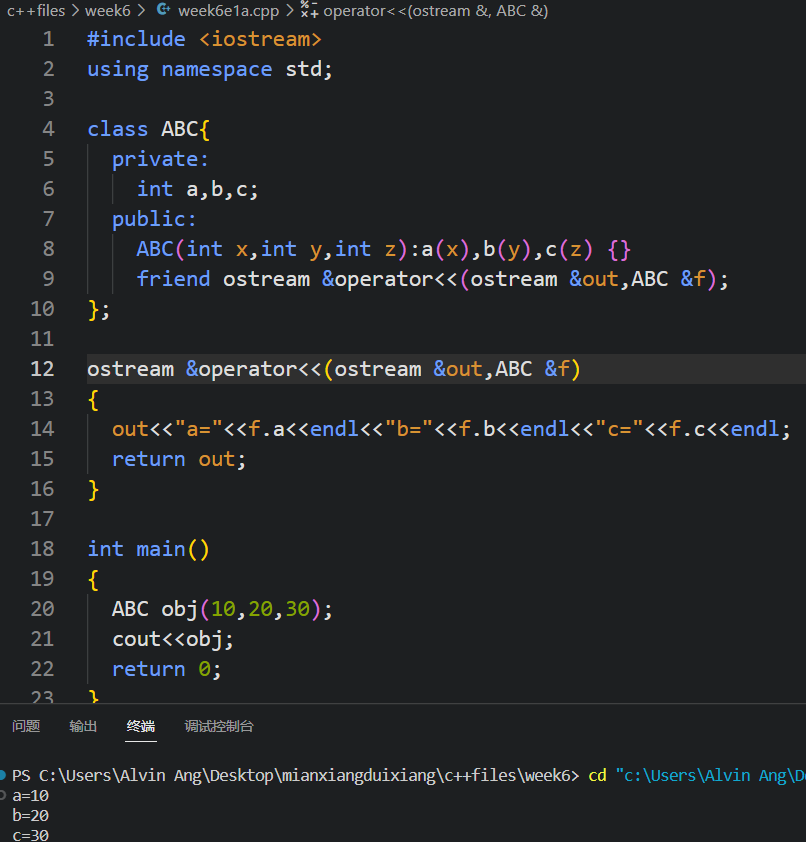 c++files > week6 > week6e1a.cpp > operator<<(ostream &, ABC &)
1 #include <iostream>
2 using namespace std;
3
4 class ABC{
5   private:
6     int a,b,c;
7   public:
8     ABC(int x,int y,int z):a(x),b(y),c(z) {}
9     friend ostream &operator<<(ostream &out,ABC &f);
10 };
11
12 ostream &operator<<(ostream &out,ABC &f)
13 {
14   out<<"a="<<f.a<<endl<<"b="<<f.b<<endl<<"c="<<f.c<<endl;
15   return out;
16 }
17
18 int main()
19 {
20   ABC obj(10,20,30);
21   cout<<obj;
22   return 0;
23 }
问题 输出 终端 调试控制台
PS C:\Users\Alvin Ang\Desktop\mianxiangduixiang\c++files\week6> cd "c:\Users\Alvin Ang\D
a=10
b=20
c=30